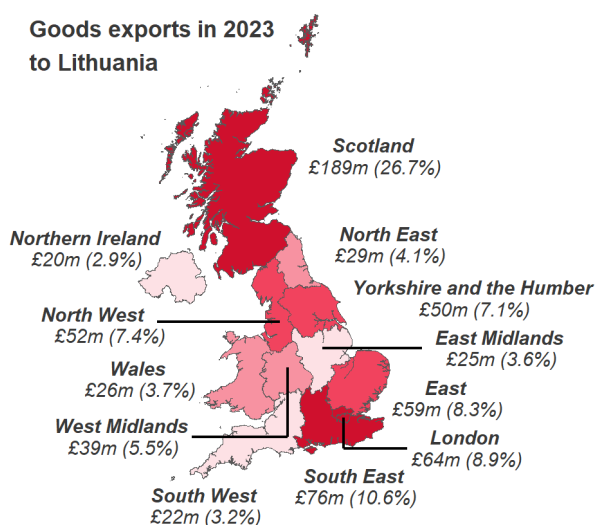 Goods exports in 2023
to Lithuania
Scotland
£189m (26.7%)
Northern Ireland
£20m (2.9%)
North East
£29m (4.1%)
Yorkshire and the Humber
£50m (7.1%)
North West
£52m (7.4%)
East Midlands
£25m (3.6%)
Wales
£26m (3.7%)
East
£59m (8.3%)
West Midlands
£39m (5.5%)
London
£64m (8.9%)
South East
£76m (10.6%)
South West
£22m (3.2%)